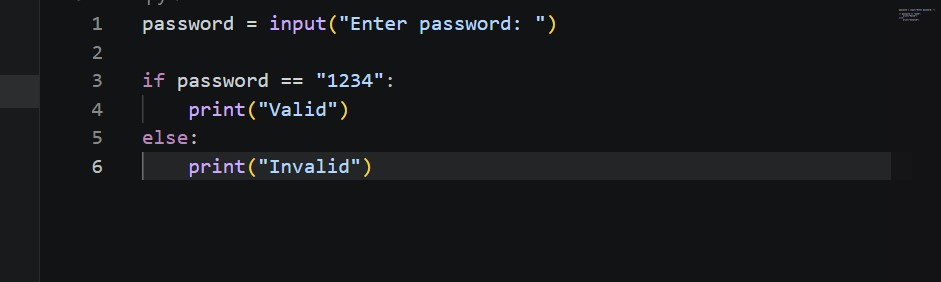 1 password = input("Enter password: ")
2
3 if password == "1234":
4     print("Valid")
5 else:
6     print("Invalid")